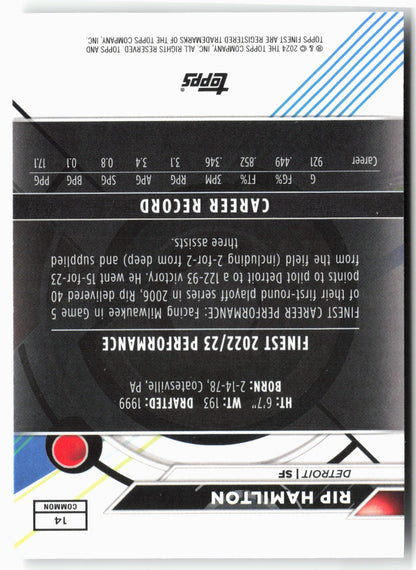 14
COMMON
RIP HAMILTON
DETROIT | SF
HT: 6'7" WT: 193 DRAFTED: 1999
BORN: 2-14-78, Coatesville, PA
FINEST 2022/23 PERFORMANCE
FINEST CAREER PERFORMANCE: Facing Milwaukee in Game 5
of their first-round playoff series in 2006, Rip delivered 40
points to pilot Detroit to a 122-93 victory. He went 15-for-23
from the field (including 2-for-2 from deep) and supplied
three assists.
CAREER RECORD
G FG% FT% 3PM RPG APG SPG BPG PPG
Career 921 .449 .852 .346 3.1 3.4 0.8 0.1 17.1
topps
® & © 2024 THE TOPPS COMPANY, INC. ALL RIGHTS RESERVED. TOPPS AND
TOPPS FINEST ARE REGISTERED TRADEMARKS OF THE TOPPS COMPANY, INC.